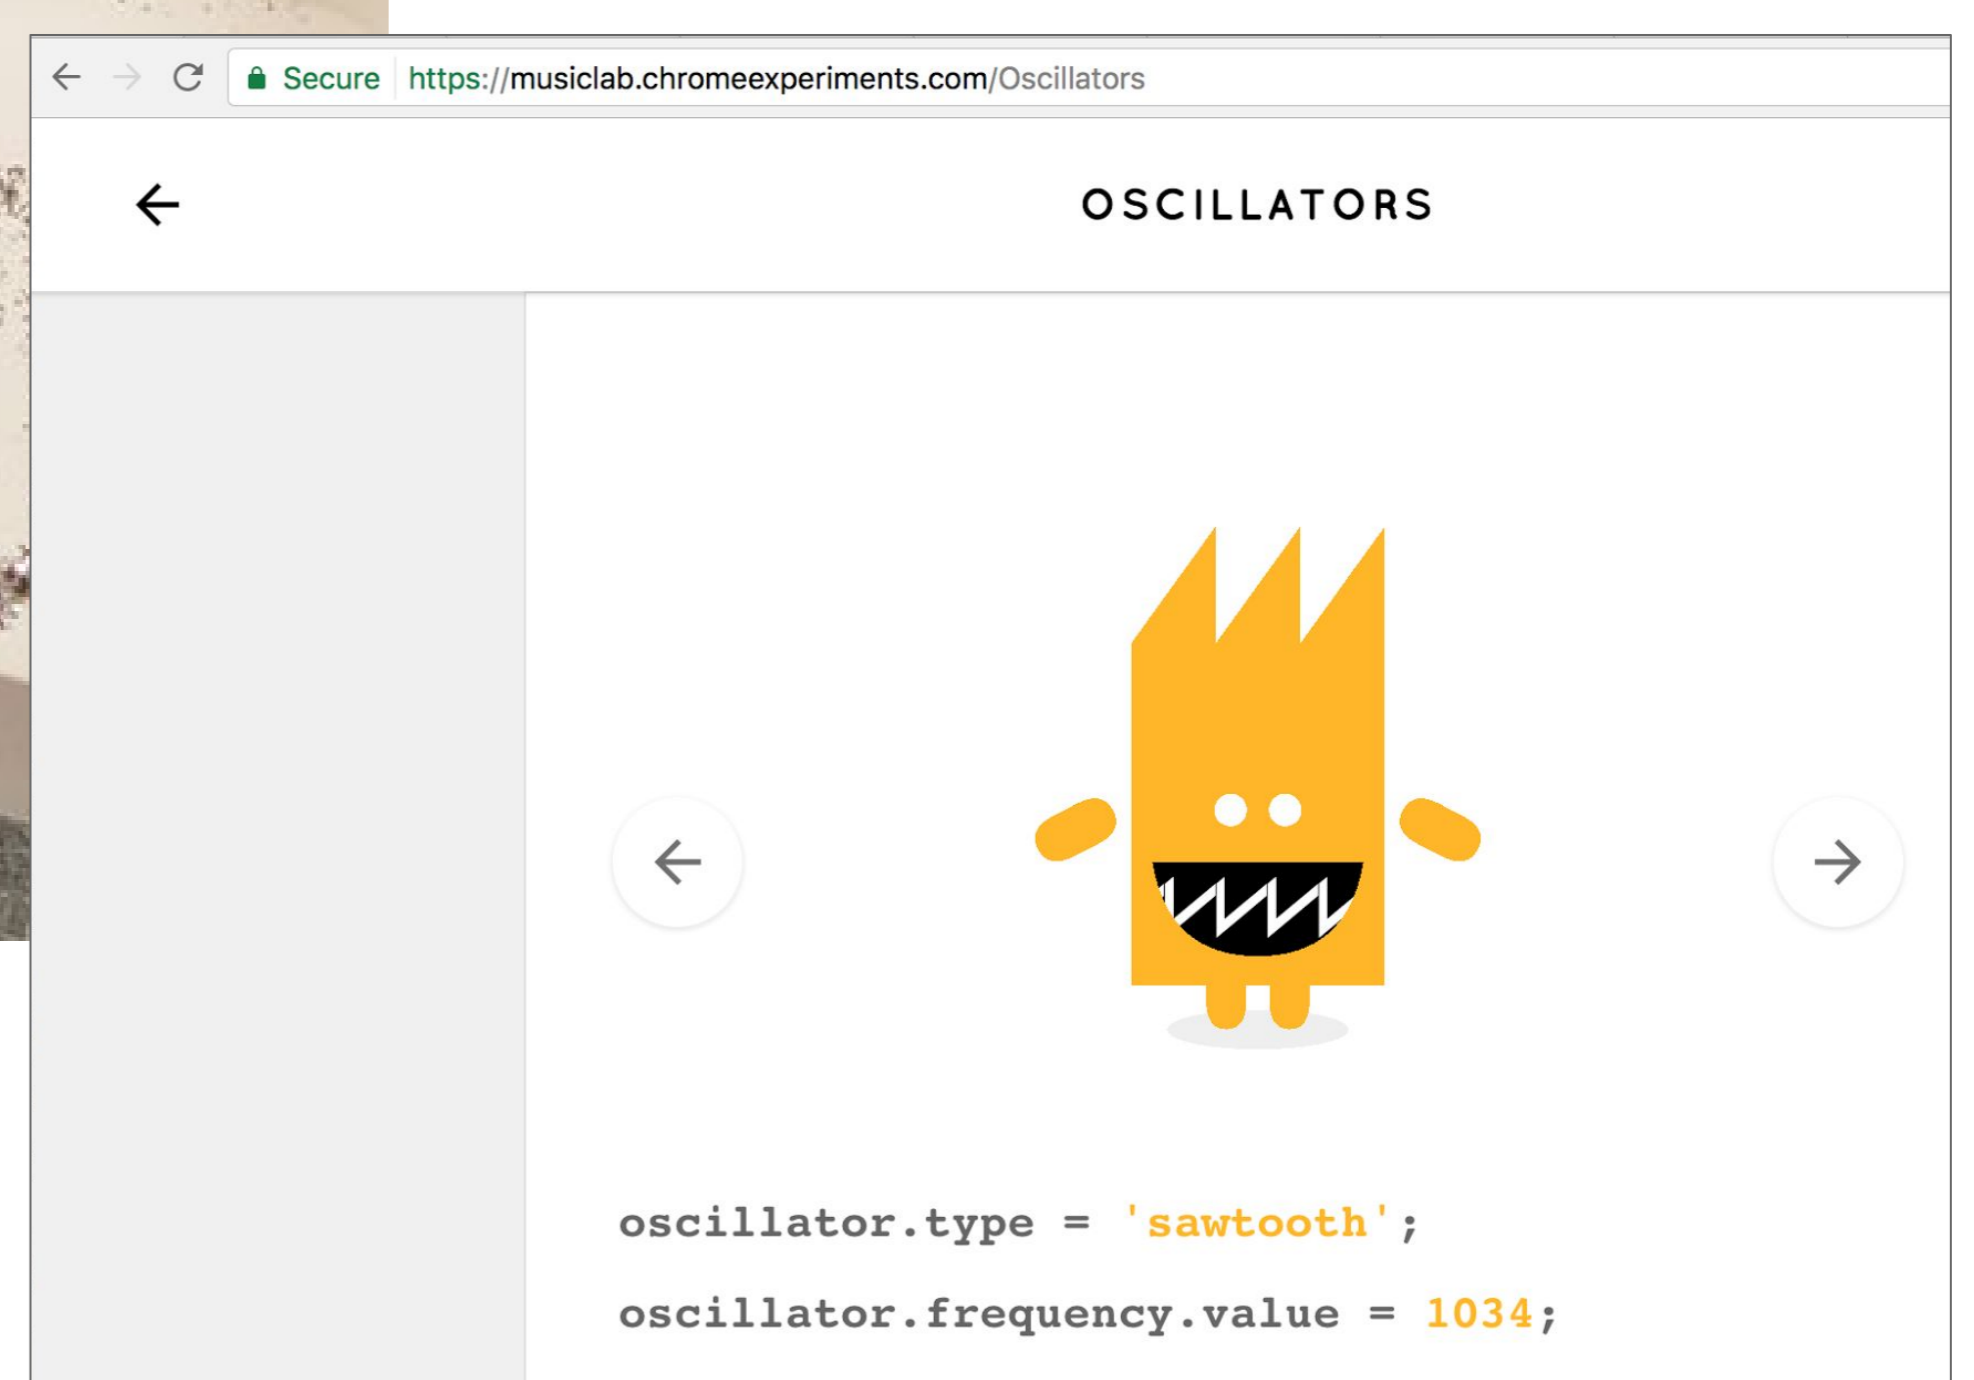 Secure https://musiclab.chromeexperiments.com/Oscillators
OSCILLATORS
oscillator.type = 'sawtooth';
oscillator.frequency.value = 1034;